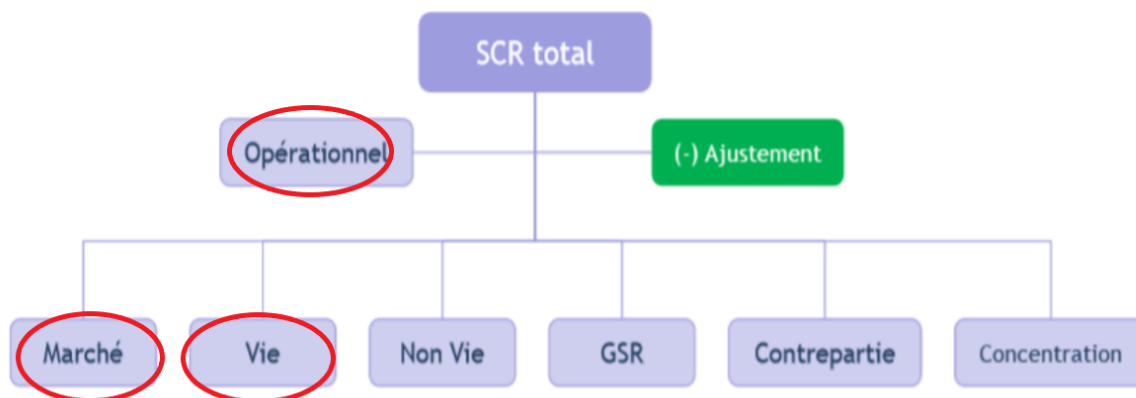 SCR total
Opérationnel
(-) Ajustement
Marché
Vie
Non Vie
GSR
Contrepartie
Concentration